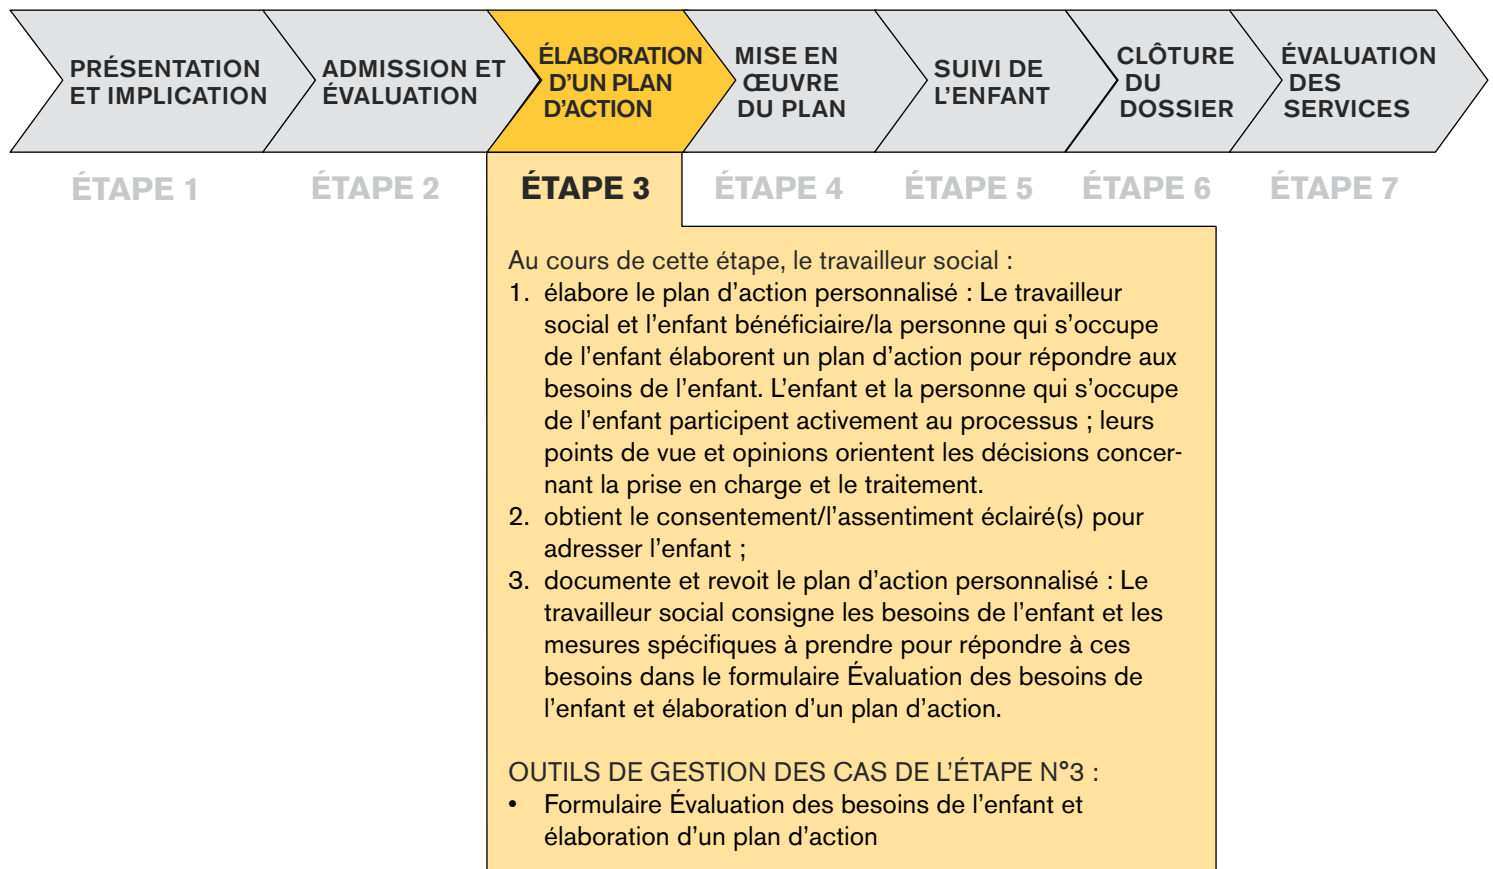 PRÉSENTATION
ET IMPLICATION
ADMISSION ET
ÉVALUATION
ÉLABORATION
D’UN PLAN
D’ACTION
MISE EN
ŒUVRE
DU PLAN
SUIVI DE
L’ENFANT
CLÔTURE
DU
DOSSIER
ÉVALUATION
DES
SERVICES
ÉTAPE 1
ÉTAPE 2
ÉTAPE 3
ÉTAPE 4
ÉTAPE 5
ÉTAPE 6
ÉTAPE 7
Au cours de cette étape, le travailleur social :
1. élabore le plan d’action personnalisé : Le travailleur
social et l’enfant bénéficiaire/la personne qui s’occupe
de l’enfant élaborent un plan d’action pour répondre aux
besoins de l’enfant. L’enfant et la personne qui s’occupe
de l’enfant participent activement au processus ; leurs
points de vue et opinions orientent les décisions concer-
nant la prise en charge et le traitement.
2. obtient le consentement/l’assentiment éclairé(s) pour
adresser l’enfant ;
3. documente et revoit le plan d’action personnalisé : Le
travailleur social consigne les besoins de l’enfant et les
mesures spécifiques à prendre pour répondre à ces
besoins dans le formulaire Évaluation des besoins de
l’enfant et élaboration d’un plan d’action.
OUTILS DE GESTION DES CAS DE L’ÉTAPE N°3 :
• Formulaire Évaluation des besoins de l’enfant et
élaboration d’un plan d’action